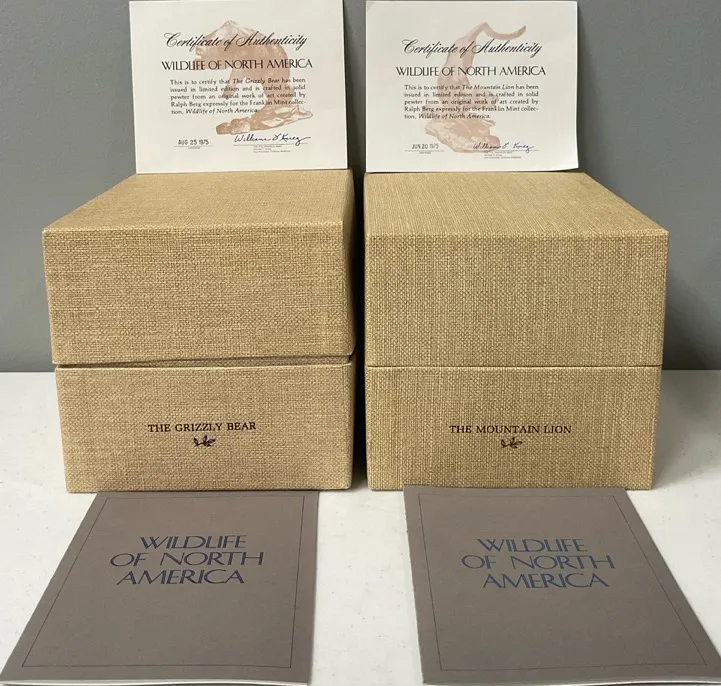 Certificate of Authenticity
WILDLIFE OF NORTH AMERICA
This is to certify that The Grizzly Bear has been
issued in limited edition and is crafted in solid
pewter from an original work of art created by
Ralph Berg expressly for the Franklin Mint collec-
tion, Wildlife of North America.
AUG 25 1975
Certificate of Authenticity
WILDLIFE OF NORTH AMERICA
This is to certify that The Mountain Lion has been
issued in limited edition and is crafted in solid
pewter from an original work of art created by
Ralph Berg expressly for the Franklin Mint collec-
tion, Wildlife of North America.
JUN 20 1975
THE GRIZZLY BEAR
THE MOUNTAIN LION
WILDLIFE
OF NORTH
AMERICA
WILDLIFE
OF NORTH
AMERICA